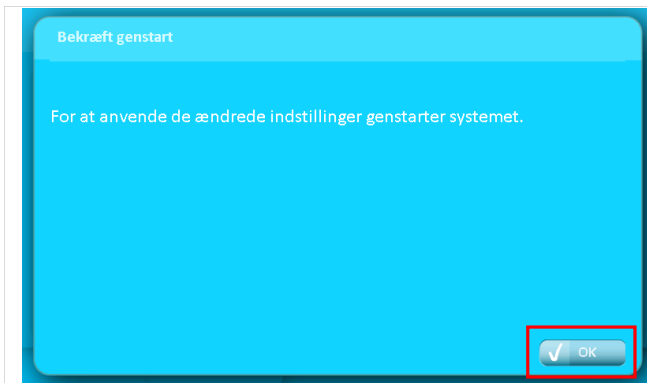 Bekræft genstart
For at anvende de ændrede indstillinger genstarter systemet.
OK